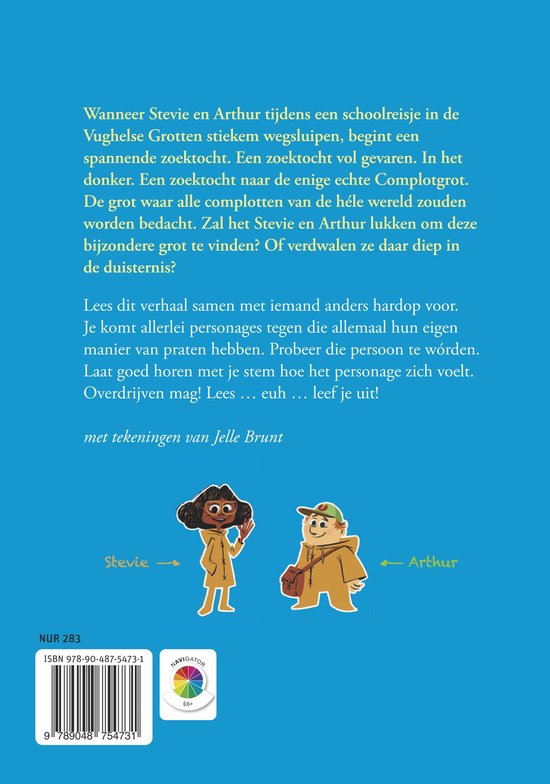 Wanneer Stevie en Arthur tijdens een schoolreisje in de
Vughelse Grotten stiekem wegsluipen, begint een
spannende zoektocht. Een zoektocht vol gevaren. In het
donker. Een zoektocht naar de enige echte Complotgrot.
De grot waar alle complotten van de héle wereld zouden
worden bedacht. Zal het Stevie en Arthur lukken om deze
bijzondere grot te vinden? Of verdwalen ze daar diep in
de duisternis?
Lees dit verhaal samen met iemand anders hardop voor.
Je komt allerlei personages tegen die allemaal hun eigen
manier van praten hebben. Probeer die persoon te wórden.
Laat goed horen met je stem hoe het personage zich voelt.
Overdrijven mag! Lees … euh … leef je uit!
met tekeningen van Jelle Brunt
Stevie
Arthur
NUR 283
ISBN 978-90-487-5473-1
9 789048 754731
NAVIGATOR
E6+